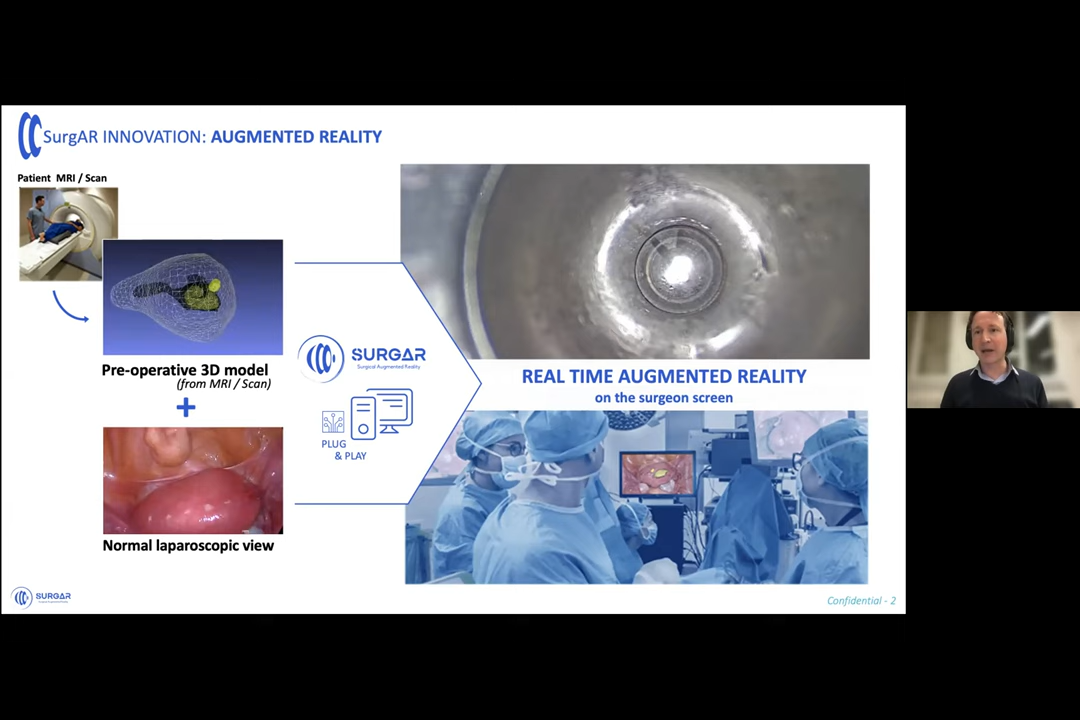 SurgAR INNOVATION: AUGMENTED REALITY
Patient MRI / Scan
Pre-operative 3D model
(from MRI / Scan)
+
Normal laparoscopic view
SURGAR
Surgical Augmented Reality
PLUG
& PLAY
REAL TIME AUGMENTED REALITY
on the surgeon screen
SURGAR
Confidential - 2